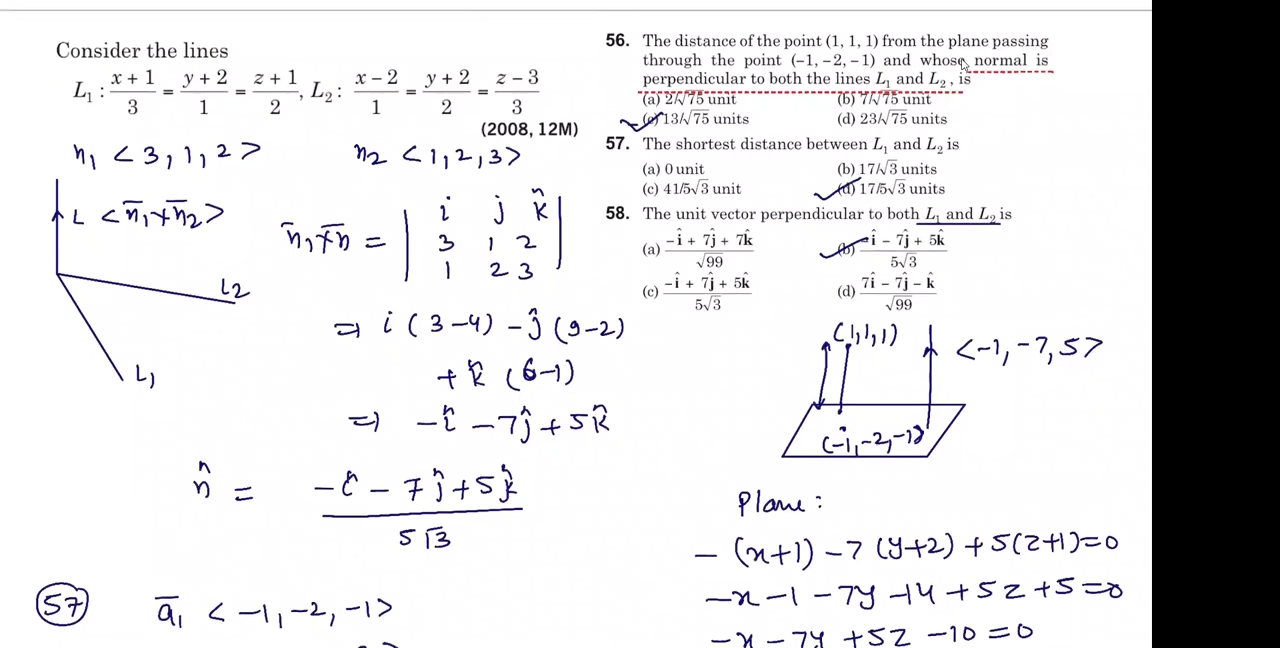 Consider the lines
L₁ : (x + 1)/3 = (y + 2)/1 = (z + 1)/2, L₂ : (x − 2)/1 = (y + 2)/2 = (z − 3)/3
(2008, 12M)
n₁ < 3, 1, 2 >
n₂ < 1, 2, 3 >
L < n̄₁ × n̄₂ >
L2
L₁
n̄₁ × n̄ = | i j k̂ |
| 3 1 2 |
| 1 2 3 |
⇒ i (3−4) − ĵ (9−2)
+ k̂ (6−1)
⇒ −î − 7ĵ + 5k̂
n̂ = (−î − 7ĵ + 5k̂)/(5√3)
57
ā₁ < −1, −2, −1 >
56. The distance of the point (1, 1, 1) from the plane passing
through the point (−1, −2, −1) and whose normal is
perpendicular to both the lines L₁ and L₂, is
(a) 2/√75 unit (b) 7/√75 unit
(c) 13/√75 units (d) 23/√75 units
57. The shortest distance between L₁ and L₂ is
(a) 0 unit (b) 17/√3 units
(c) 41/5√3 unit (d) 17/5√3 units
58. The unit vector perpendicular to both L₁ and L₂ is
(a) (−î + 7ĵ + 7k̂)/√99 (b) (−î − 7ĵ + 5k̂)/5√3
(c) (−î + 7ĵ + 5k̂)/5√3 (d) (7î − 7ĵ − k̂)/√99
(1,1,1)
< −1, −7, 5 >
(−1, −2, −1)
Plane :
− (x+1) − 7 (y+2) + 5(z+1) = 0
−x − 1 − 7y − 14 + 5z + 5 = 0
−x − 7y + 5z − 10 = 0